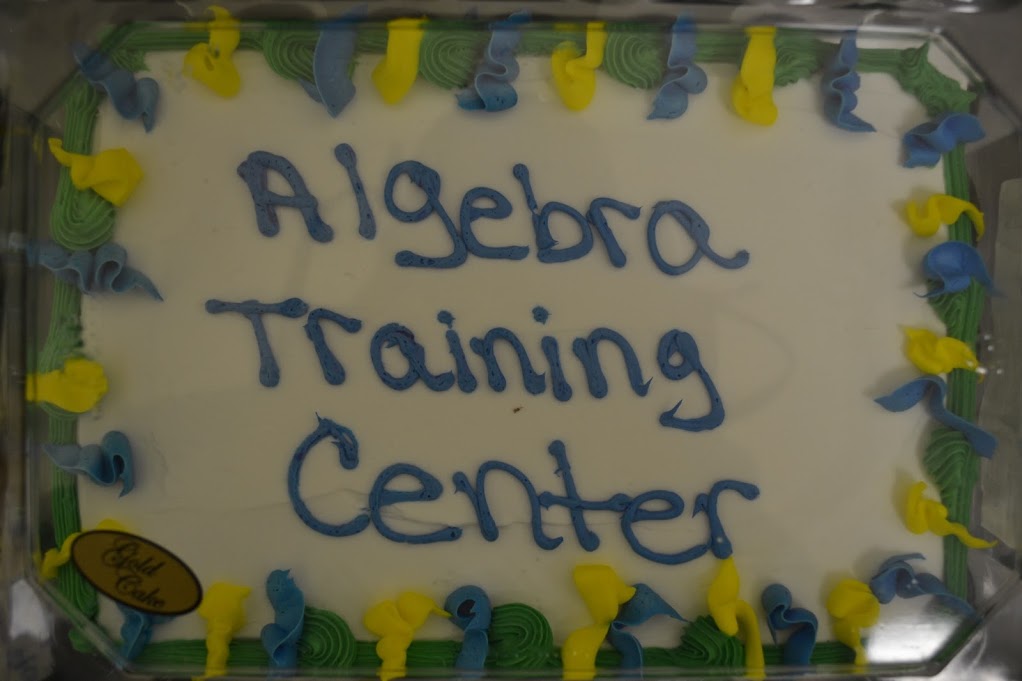 Algebra
Training
Center
Gold
Cake